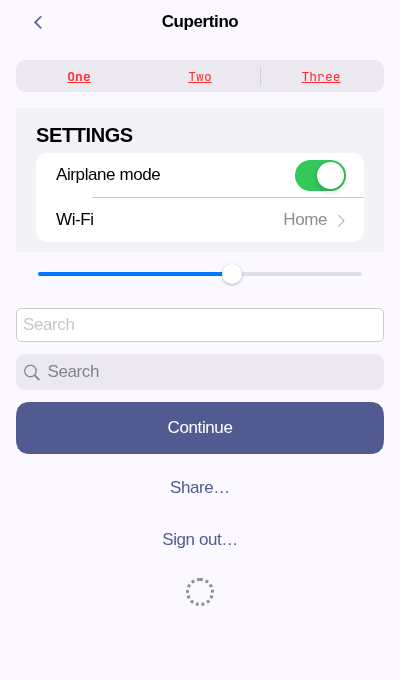 Cupertino
One Two Three
SETTINGS
Airplane mode
Wi-Fi Home
Search
Search
Continue
Share…
Sign out…